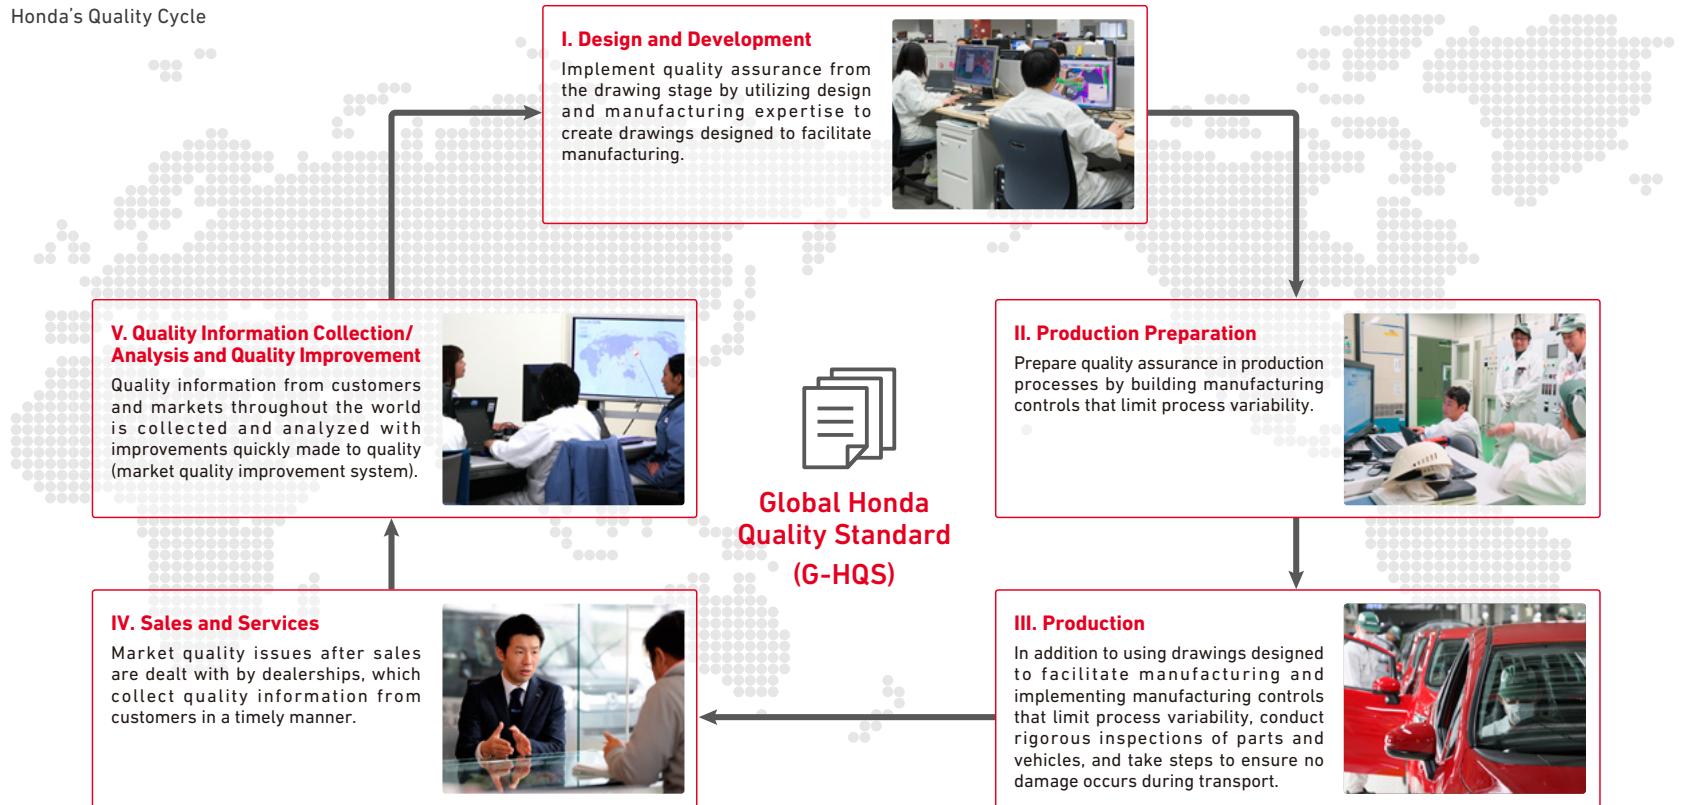 Honda’s Quality Cycle
I. Design and Development
Implement quality assurance from
the drawing stage by utilizing design
and manufacturing expertise to
create drawings designed to facilitate
manufacturing.
II. Production Preparation
Prepare quality assurance in production
processes by building manufacturing
controls that limit process variability.
III. Production
In addition to using drawings designed
to facilitate manufacturing and
implementing manufacturing controls
that limit process variability, conduct
rigorous inspections of parts and
vehicles, and take steps to ensure no
damage occurs during transport.
IV. Sales and Services
Market quality issues after sales
are dealt with by dealerships, which
collect quality information from
customers in a timely manner.
V. Quality Information Collection/
Analysis and Quality Improvement
Quality information from customers
and markets throughout the world
is collected and analyzed with
improvements quickly made to quality
(market quality improvement system).
Global Honda
Quality Standard
(G-HQS)